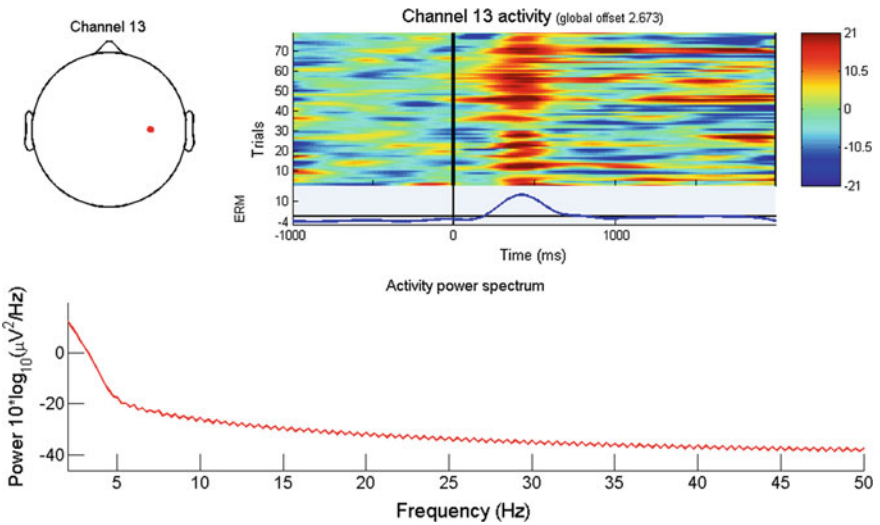 Channel 13
Channel 13 activity (global offset 2.673)
Trials
70
60
50
40
30
20
10
21
10.5
0
-10.5
-21
ERM
10
-4
-1000 0 1000
Time (ms)
Activity power spectrum
Power 10*log10(µV2/Hz)
0
-20
-40
5 10 15 20 25 30 35 40 45 50
Frequency (Hz)